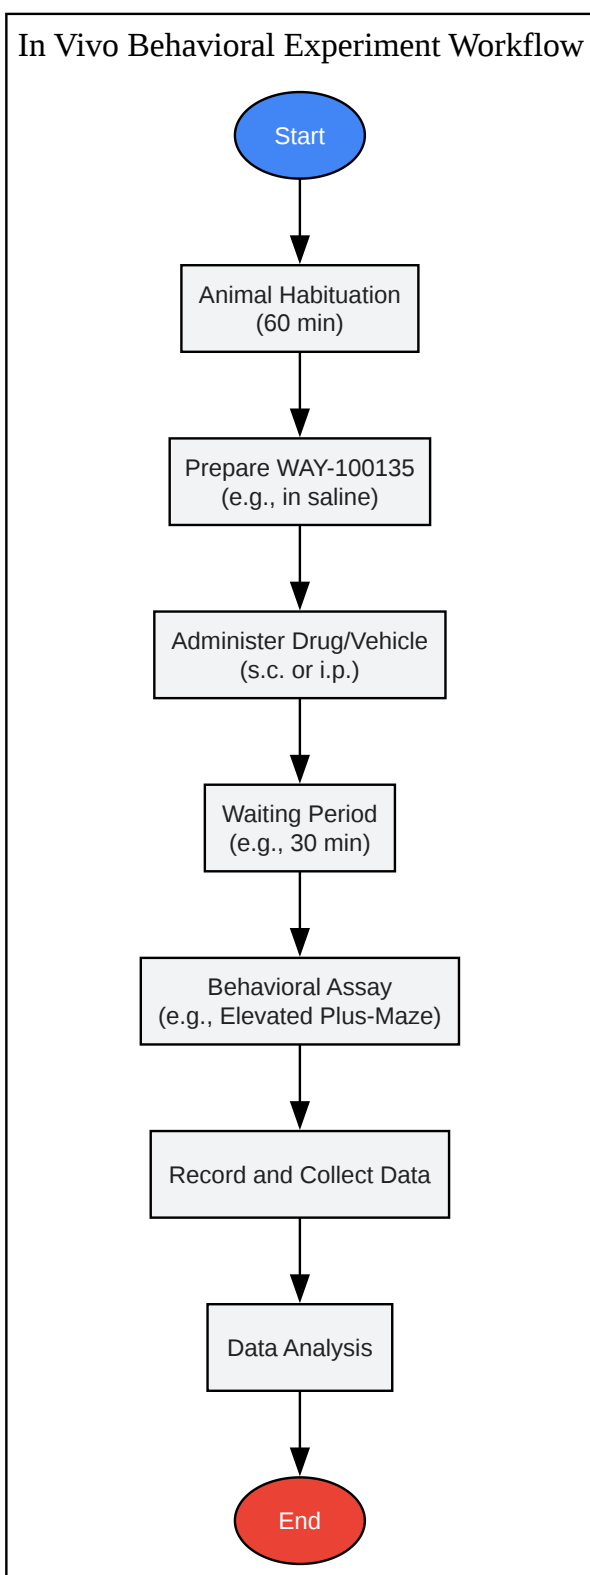 In Vivo Behavioral Experiment Workflow
Start
Animal Habituation
(60 min)
Prepare WAY-100135
(e.g., in saline)
Administer Drug/Vehicle
(s.c. or i.p.)
Waiting Period
(e.g., 30 min)
Behavioral Assay
(e.g., Elevated Plus-Maze)
Record and Collect Data
Data Analysis
End